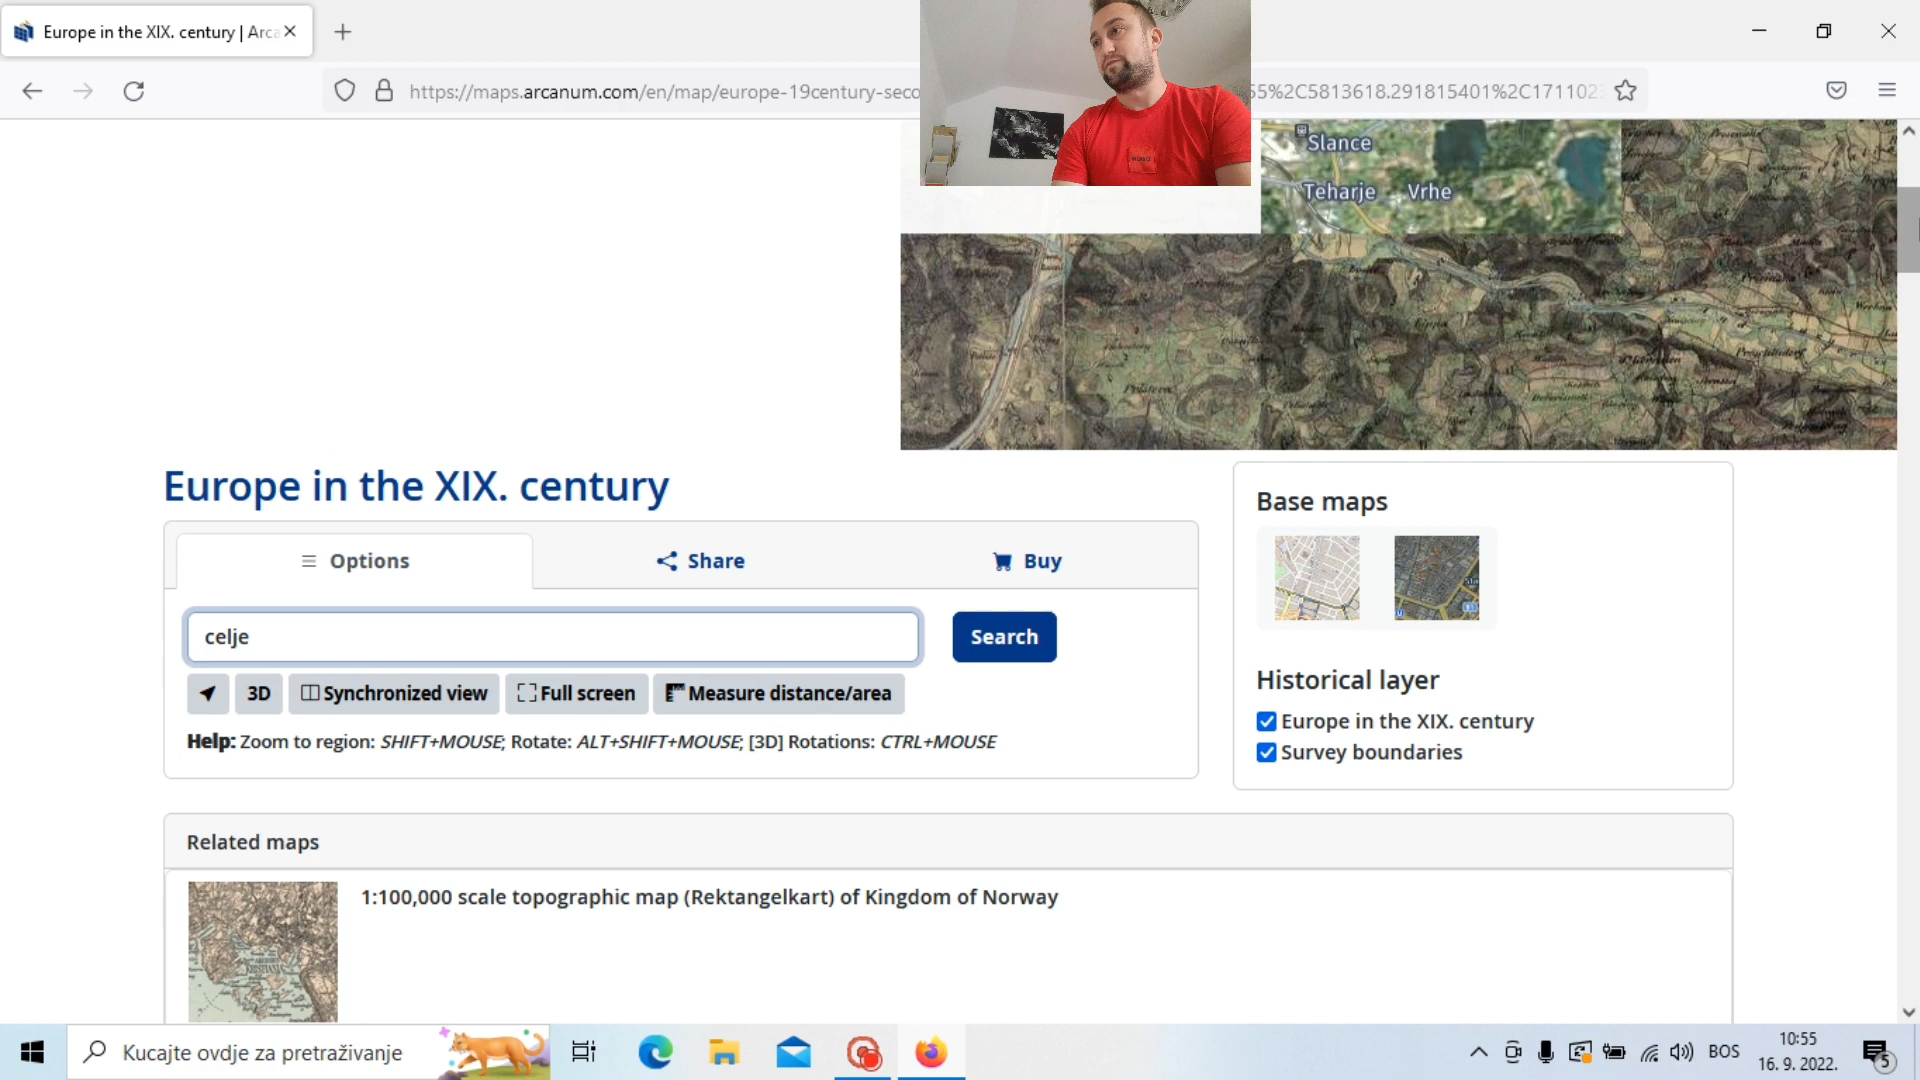 Europe in the XIX. century | Arca
https://maps.arcanum.com/en/map/europe-19century-seco
55%2C5813618.291815401%2C1711023
Slance
Teharje Vrhe
Europe in the XIX. century
Options
Share
Buy
celje
Search
3D
Synchronized view
Full screen
Measure distance/area
Help: Zoom to region: SHIFT+MOUSE; Rotate: ALT+SHIFT+MOUSE; [3D] Rotations: CTRL+MOUSE
Base maps
Historical layer
Europe in the XIX. century
Survey boundaries
Related maps
1:100,000 scale topographic map (Rektangelkart) of Kingdom of Norway
Kucajte ovdje za pretraživanje
BOS
10:55
16. 9. 2022.
5